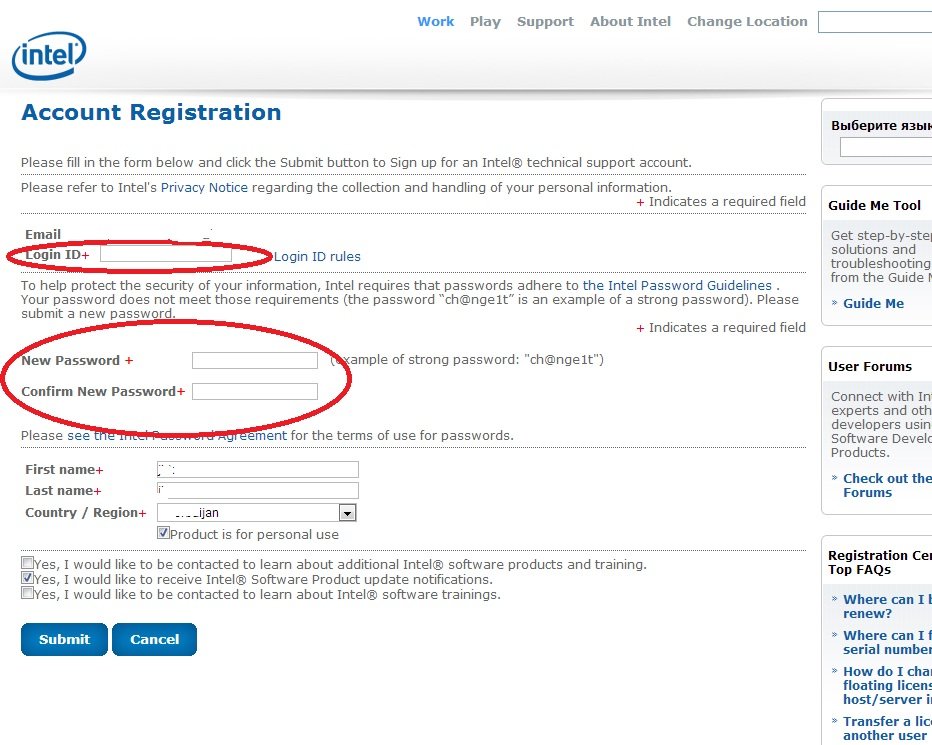 Work Play Support About Intel Change Location
intel
Account Registration
Please fill in the form below and click the Submit button to Sign up for an Intel® technical support account.
Please refer to Intel's Privacy Notice regarding the collection and handling of your personal information.
+ Indicates a required field
Email
Login ID+
Login ID rules
To help protect the security of your information, Intel requires that passwords adhere to the Intel Password Guidelines .
Your password does not meet those requirements (the password “ch@nge1t” is an example of a strong password). Please
submit a new password.
+ Indicates a required field
New Password +
(example of strong password: "ch@nge1t")
Confirm New Password+
Please see the Intel Password Agreement for the terms of use for passwords.
First name+
Last name+
Country / Region+
Product is for personal use
Yes, I would like to be contacted to learn about additional Intel® software products and training.
Yes, I would like to receive Intel® Software Product update notifications.
Yes, I would like to be contacted to learn about Intel® software trainings.
Submit Cancel
Выберите язык
Guide Me Tool
Get step-by-step
solutions and
troubleshooting
from the Guide
» Guide Me
User Forums
Connect with
experts and
developers
Software
Products.
» Check out the
Forums
Registration
Top FAQs
» Where can I
renew?
» Where can I
serial number
» How do I
floating
host/server
» Transfer a
another user